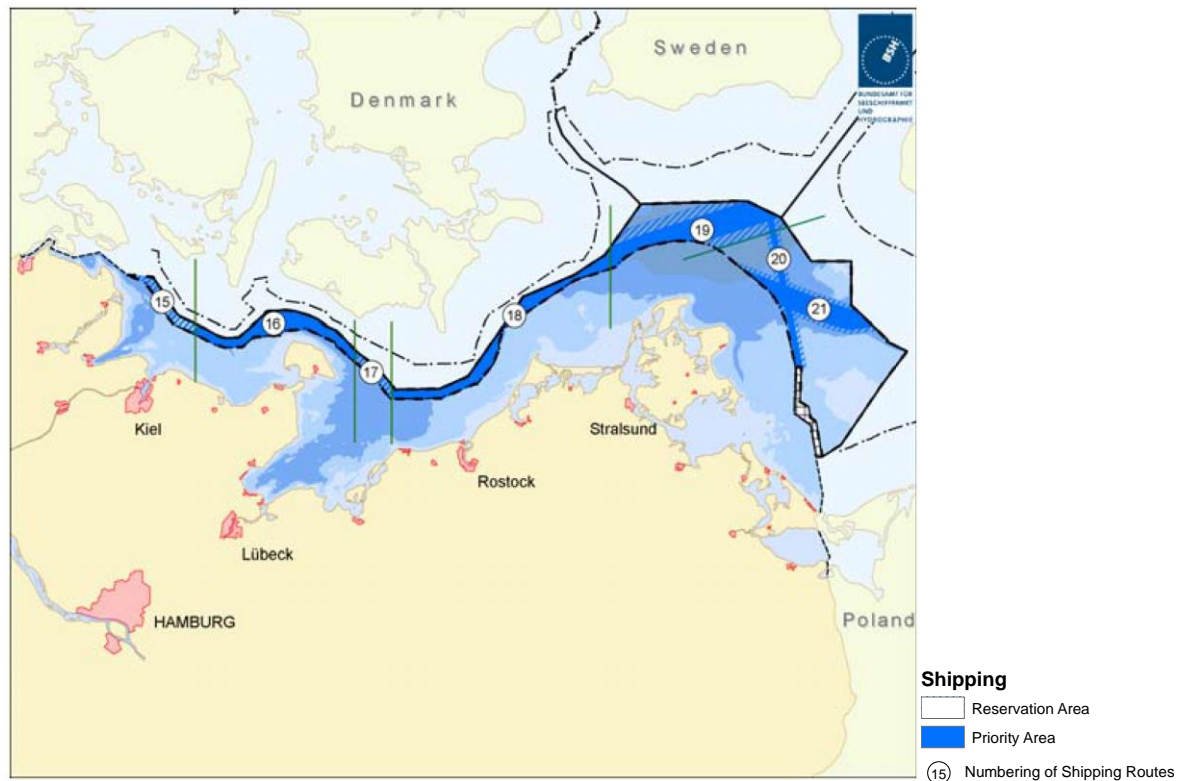 Sweden
Denmark
BSH
BUNDESAMT FÜR
SEESCHIFFFAHRT
UND
HYDROGRAPHIE
19
20
15
21
18
16
17
Kiel
Stralsund
Rostock
Lübeck
HAMBURG
Poland
Shipping
Reservation Area
Priority Area
15 Numbering of Shipping Routes